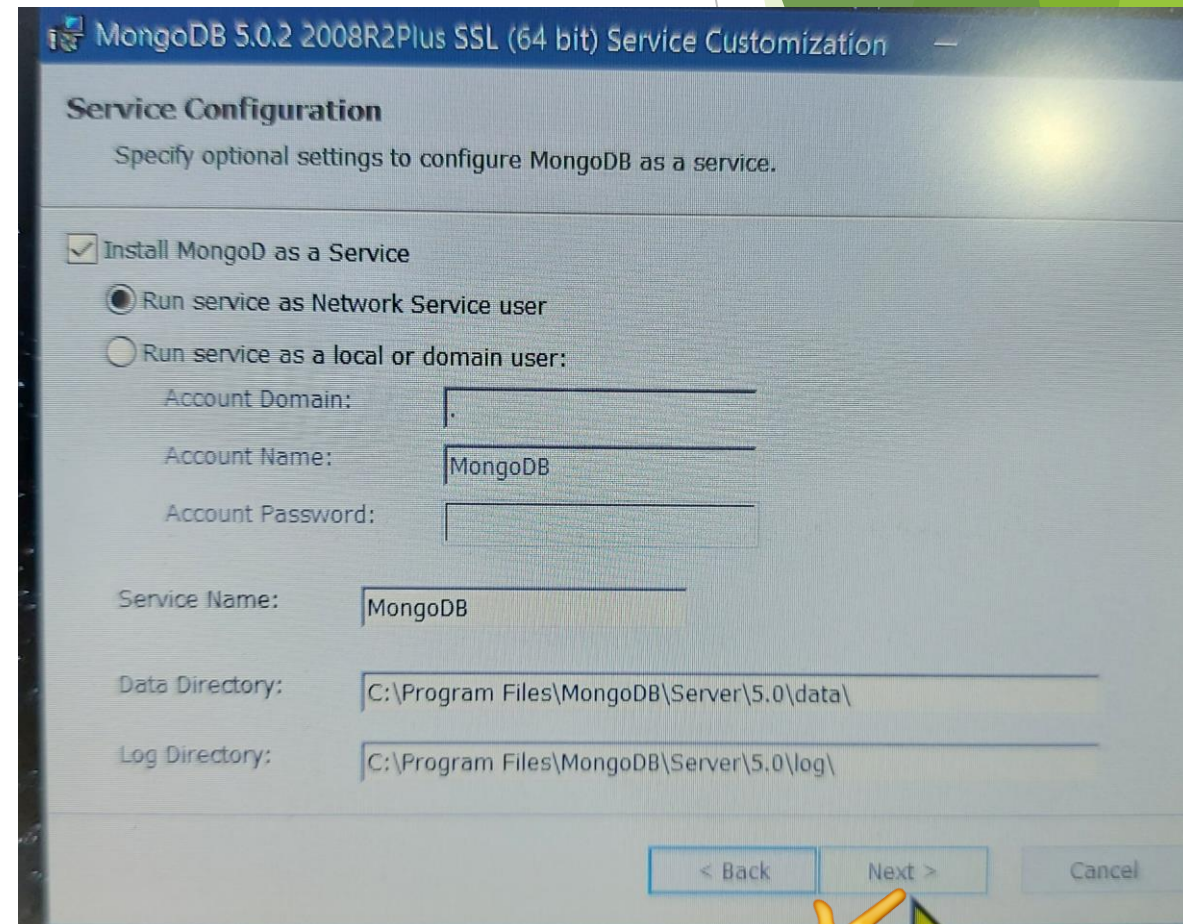 MongoDB 5.0.2 2008R2Plus SSL (64 bit) Service Customization
Service Configuration
Specify optional settings to configure MongoDB as a service.
Install MongoD as a Service
Run service as Network Service user
Run service as a local or domain user:
Account Domain:
.
Account Name:
MongoDB
Account Password:
Service Name:
MongoDB
Data Directory:
C:\Program Files\MongoDB\Server\5.0\data\
Log Directory:
C:\Program Files\MongoDB\Server\5.0\log\
< Back
Next >
Cancel